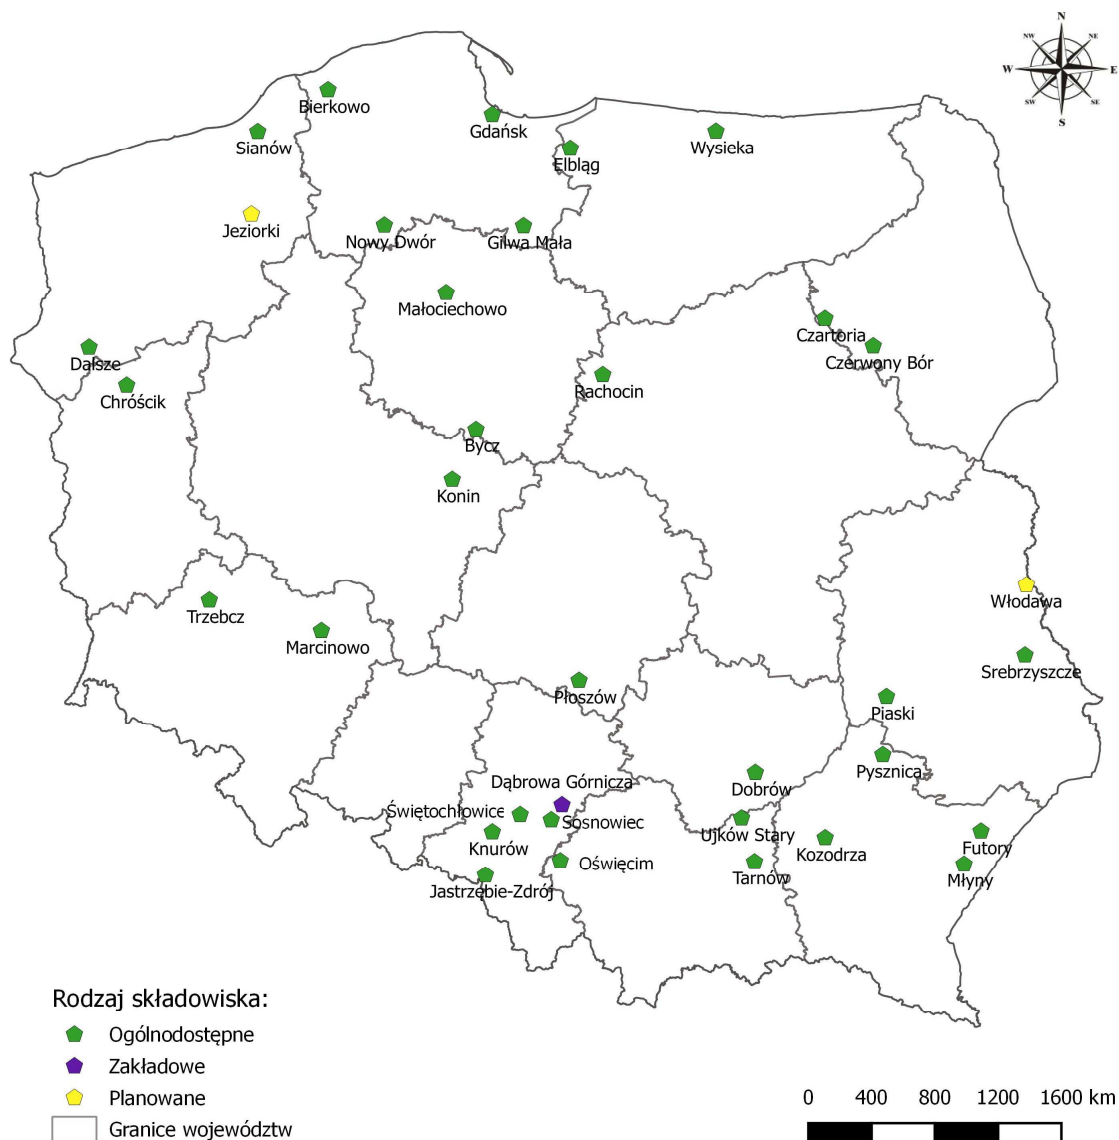 N
NW
NE
W
E
SW
SE
S
Bierkowo
Gdańsk
Sianów
Elbląg
Wysieka
Jeziorki
Nowy Dwór
Gilwa Mała
Małociechowo
Czartoria
Czerwony Bór
Dalsze
Chróścik
Rachocin
Bycz
Konin
Włodawa
Trzebcz
Marcinowo
Srebrzyszcze
Płoszów
Piaski
Pysznica
Dąbrowa Górnicza
Dobrów
Świętochłowice
Sosnowiec
Ujków Stary
Knurów
Kozodrza
Futory
Oświęcim
Tarnów
Młyny
Jastrzębie-Zdrój
Rodzaj składowiska:
Ogólnodostępne
Zakładowe
Planowane
Granice województw
0 400 800 1200 1600 km